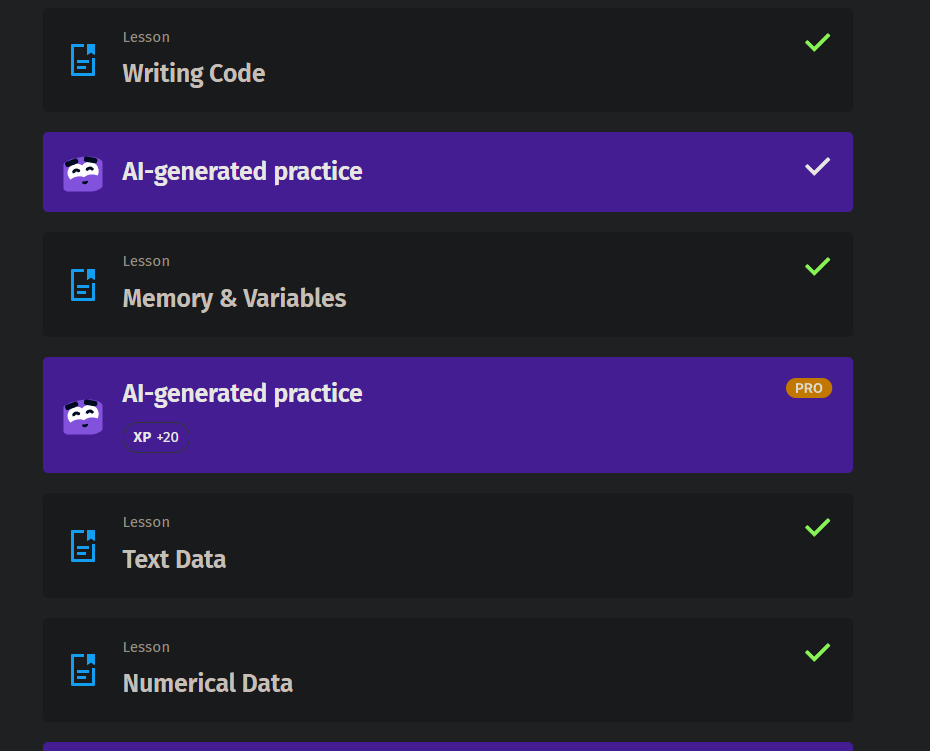 Lesson
Writing Code
AI-generated practice
Lesson
Memory & Variables
AI-generated practice
PRO
XP +20
Lesson
Text Data
Lesson
Numerical Data